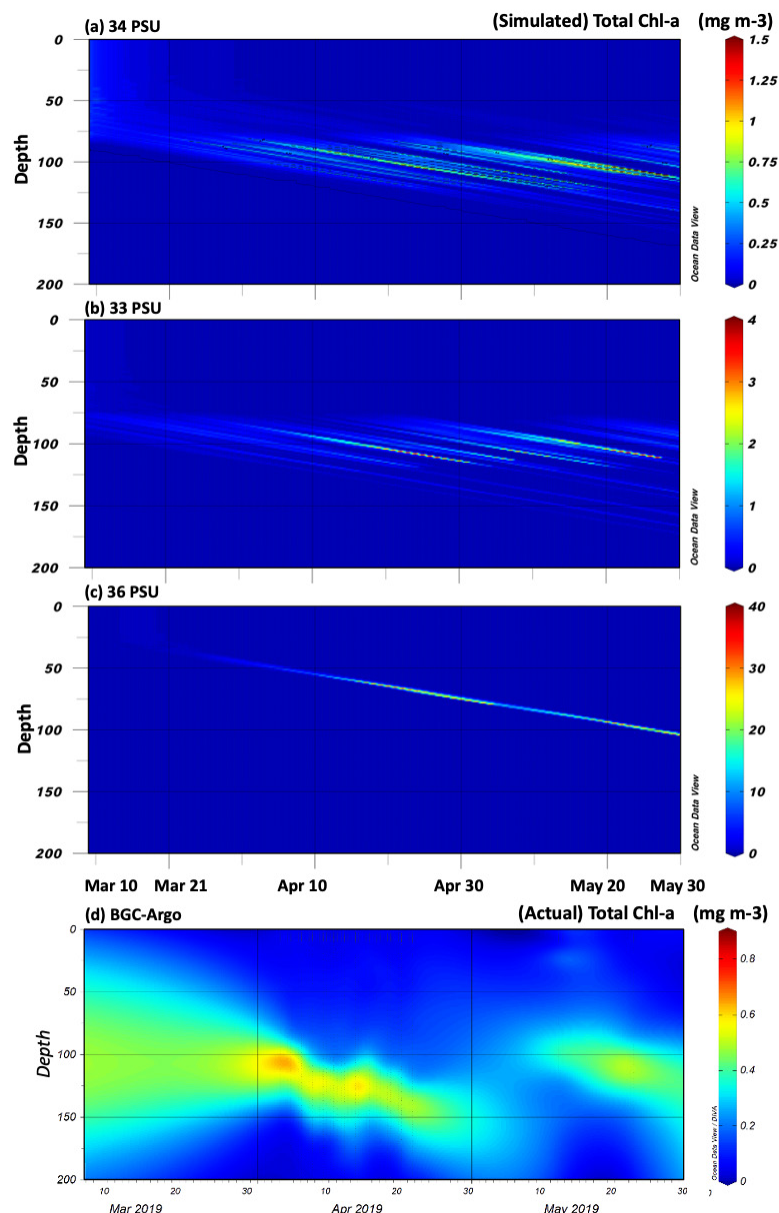 (a) 34 PSU (Simulated) Total Chl-a (mg m-3)
0
50
100
150
200
Depth
Ocean Data View
1.5
1.25
1
0.75
0.5
0.25
0
(b) 33 PSU
0
50
100
150
200
Depth
Ocean Data View
4
3
2
1
0
(c) 36 PSU
0
50
100
150
200
Depth
Ocean Data View
40
30
20
10
0
Mar 10 Mar 21 Apr 10 Apr 30 May 20 May 30
(d) BGC-Argo (Actual) Total Chl-a (mg m-3)
0
50
100
150
200
Depth
Ocean Data View / DIVA
0.8
0.6
0.4
0.2
0
10 20 30 10 20 30 10 20 30
Mar 2019 Apr 2019 May 2019